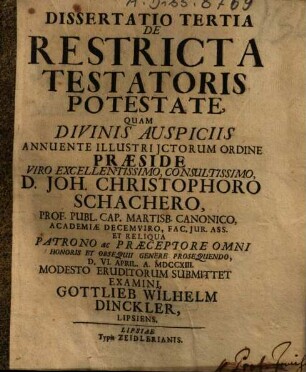 DISSERTATIO TERTIA
DE
RESTRICTA
TESTATORIS
POTESTATE,
QUAM
DIVINIS AUSPICIIS
ANNUENTE ILLUSTRI JCTORUM ORDINE
PRÆSIDE
VIRO EXCELLENTISSIMO, CONSULTISSIMO,
D. JOH. CHRISTOPHORO
SCHACHERO,
PROF. PUBL. CAP. MARTISB. CANONICO,
ACADEMIÆ DECEMVIRO, FAC. JUR. ASS.
ET RELIQUA
PATRONO ac PRÆCEPTORE OMNI
HONORIS ET OBSEQUII GENERE PROSEQUENDO,
D. VI. APRIL. A. MDCCXIII.
MODESTO ERUDITORUM SUBMITTET
EXAMINI,
GOTTLIEB WILHELM
DINCKLER,
LIPSIENS.
LIPSIAE
Typis ZEIDLERIANIS.